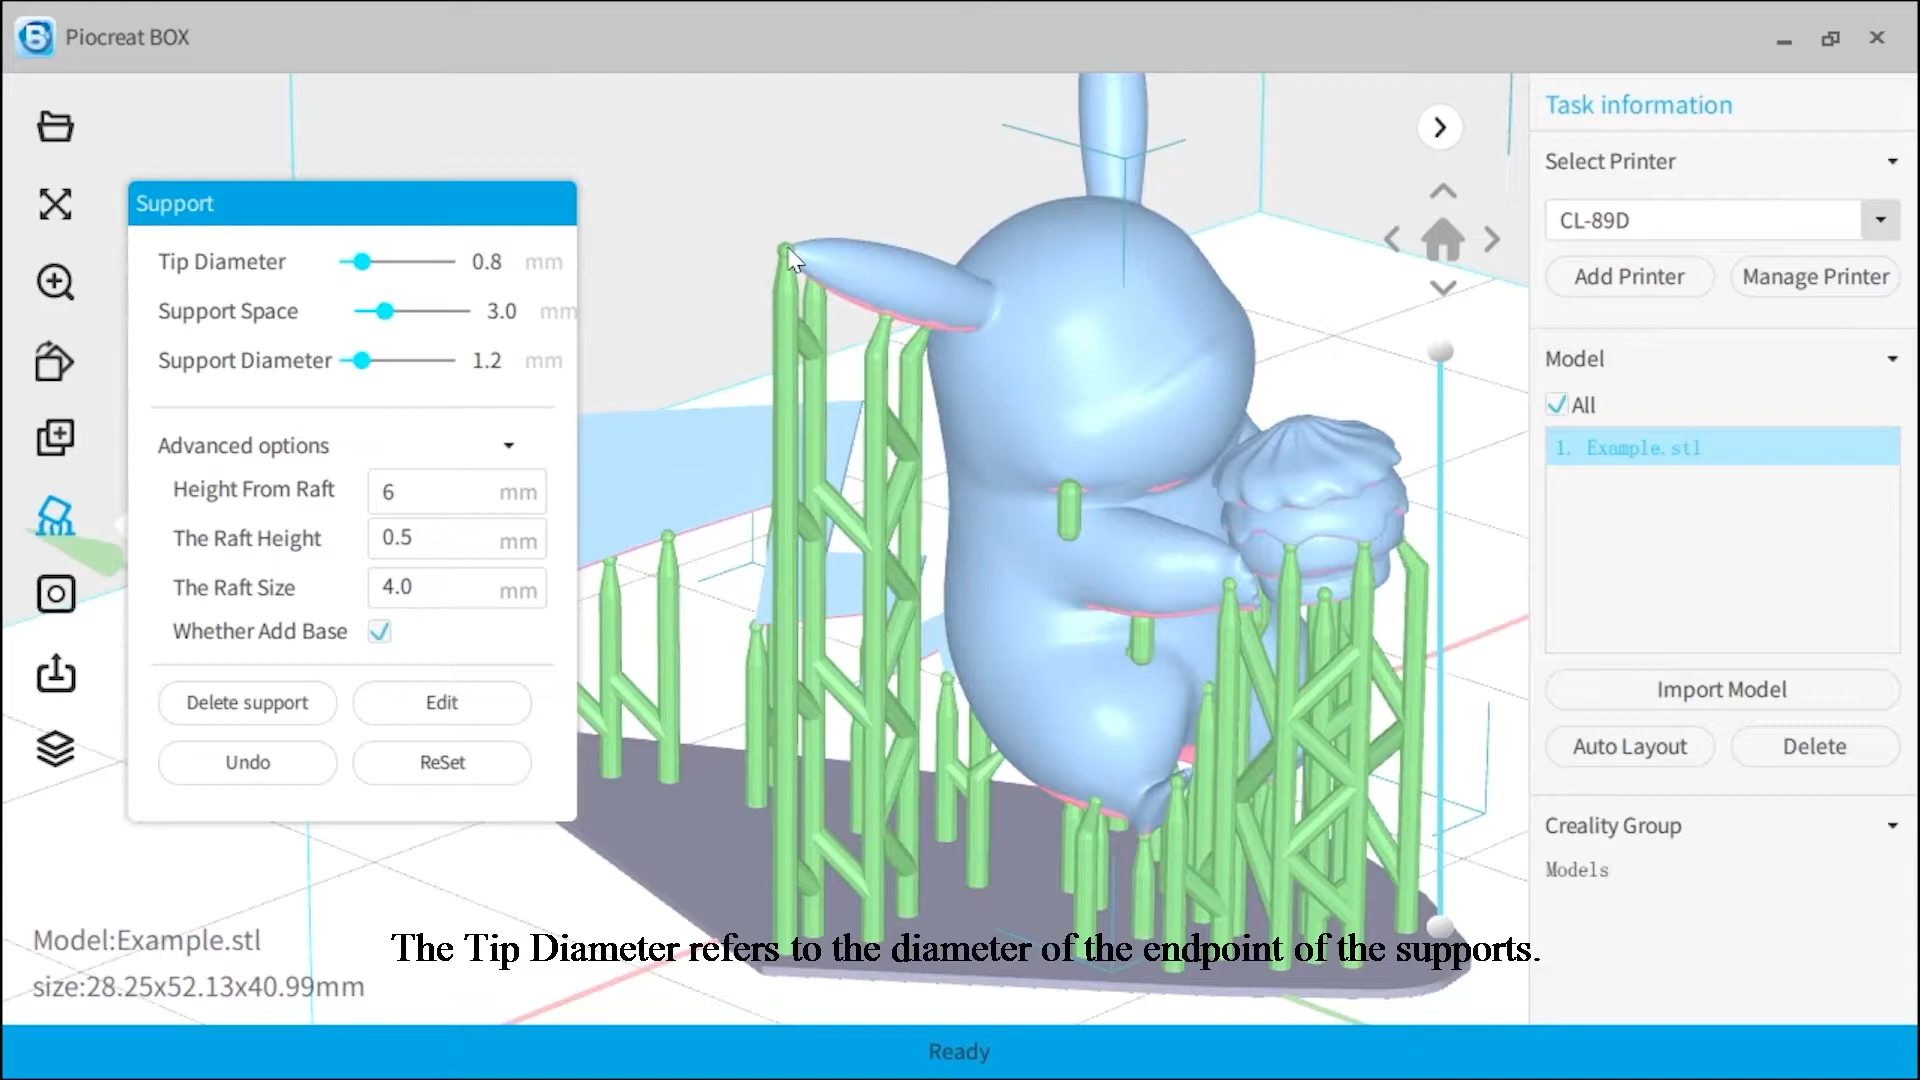 Piocreat BOX
Support
Tip Diameter 0.8 mm
Support Space 3.0 mm
Support Diameter 1.2 mm
Advanced options
Height From Raft 6 mm
The Raft Height 0.5 mm
The Raft Size 4.0 mm
Whether Add Base
Delete support Edit
Undo ReSet
Model:Example.stl
size:28.25x52.13x40.99mm
The Tip Diameter refers to the diameter of the endpoint of the supports.
Task information
Select Printer
CL-89D
Add Printer Manage Printer
Model
All
1. Example.stl
Import Model
Auto Layout Delete
Creality Group
Models
Ready